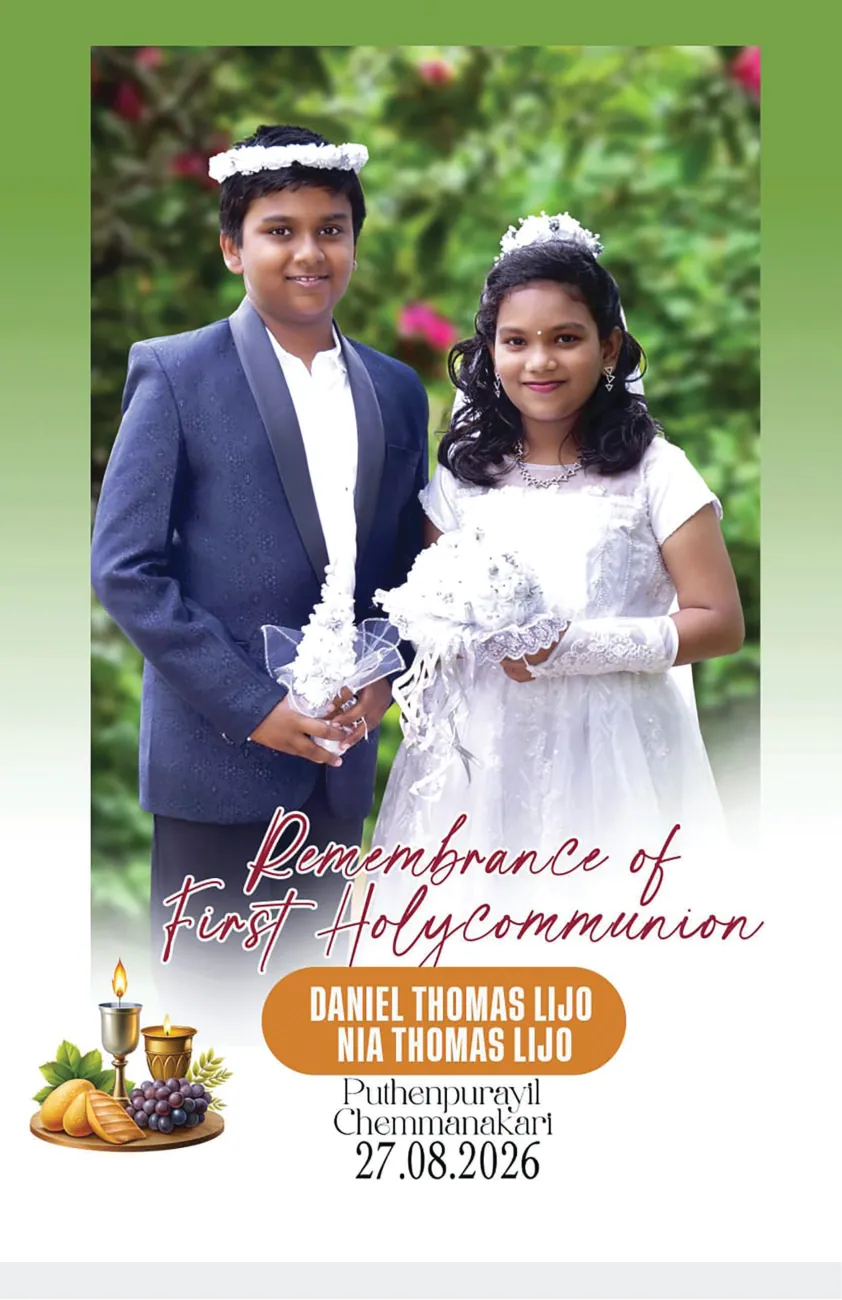 Remembrance of
First Holycommunion
DANIEL THOMAS LIJO
NIA THOMAS LIJO
Puthenpurayil
Chemmanakari
27.08.2026